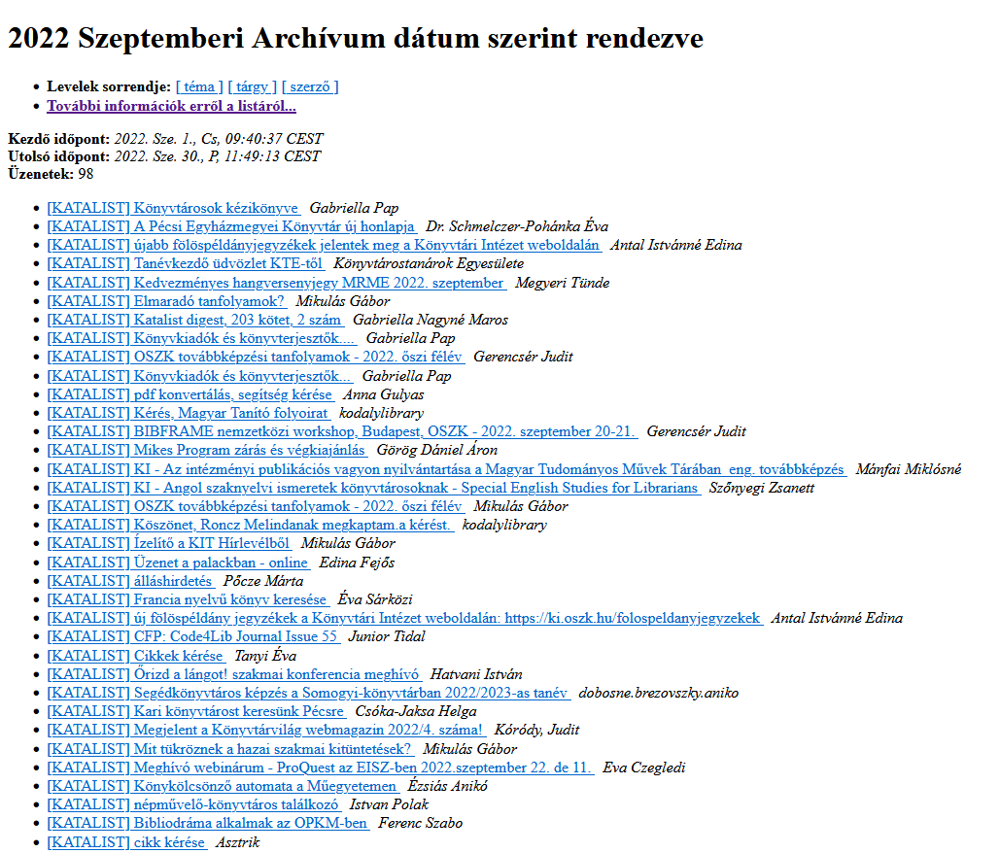 2022 Szeptemberi Archívum dátum szerint rendezve
Levelek sorrendje: [ téma ] [ tárgy ] [ szerző ]
További információk erről a listáról...
Kezdő időpont: 2022. Sze. 1., Cs, 09:40:37 CEST
Utolsó időpont: 2022. Sze. 30., P, 11:49:13 CEST
Üzenetek: 98
[KATALIST] Könyvtárosok kézikönyve Gabriella Pap
[KATALIST] A Pécsi Egyházmegyei Könyvtár új honlapja Dr. Schmelczer-Pohánka Éva
[KATALIST] újabb fölöspéldányjegyzékek jelentek meg a Könyvtári Intézet weboldalán Antal Istvánné Edina
[KATALIST] Tanévkezdő üdvözlet KTE-től Könyvtárostanárok Egyesülete
[KATALIST] Kedvezményes hangversenyjegy MRME 2022. szeptember Megyeri Tünde
[KATALIST] Elmaradó tanfolyamok? Mikulás Gábor
[KATALIST] Katalist digest, 203 kötet, 2 szám Gabriella Nagyné Maros
[KATALIST] Könyvkiadók és könyvterjesztők.... Gabriella Pap
[KATALIST] OSZK továbbképzési tanfolyamok - 2022. őszi félév Gerencsér Judit
[KATALIST] Könyvkiadók és könyvterjesztők... Gabriella Pap
[KATALIST] pdf konvertálás, segítség kérése Anna Gulyas
[KATALIST] Kérés, Magyar Tanító folyoirat kodalylibrary
[KATALIST] BIBFRAME nemzetközi workshop, Budapest, OSZK - 2022. szeptember 20-21. Gerencsér Judit
[KATALIST] Mikes Program zárás és végkiajánlás Görög Dániel Áron
[KATALIST] KI - Az intézményi publikációs vagyon nyilvántartása a Magyar Tudományos Művek Tárában eng. továbbképzés Mánfai Miklósné
[KATALIST] KI - Angol szaknyelvi ismeretek könyvtárosoknak - Special English Studies for Librarians Szőnyegi Zsanett
[KATALIST] OSZK továbbképzési tanfolyamok - 2022. őszi félév Mikulás Gábor
[KATALIST] Köszönet, Roncz Melindanak megkaptam.a kérést. kodalylibrary
[KATALIST] Ízelítő a KIT Hírlevélből Mikulás Gábor
[KATALIST] Üzenet a palackban - online Edina Fejős
[KATALIST] álláshirdetés Pőcze Márta
[KATALIST] Francia nyelvű könyv keresése Éva Sárközi
[KATALIST] új fölöspéldány jegyzékek a Könyvtári Intézet weboldalán: https://ki.oszk.hu/folospeldanyjegyzekek Antal Istvánné Edina
[KATALIST] CFP: Code4Lib Journal Issue 55 Junior Tidal
[KATALIST] Cikkek kérése Tanyi Éva
[KATALIST] Őrizd a lángot! szakmai konferencia meghívó Hatvani István
[KATALIST] Segédkönyvtáros képzés a Somogyi-könyvtárban 2022/2023-as tanév dobosne.brezovszky.aniko
[KATALIST] Kari könyvtárost keresünk Pécsre Csóka-Jaksa Helga
[KATALIST] Megjelent a Könyvtárvilág webmagazin 2022/4. száma! Kóródy, Judit
[KATALIST] Mit tükröznek a hazai szakmai kitüntetések? Mikulás Gábor
[KATALIST] Meghívó webinárum - ProQuest az EISZ-ben 2022.szeptember 22. de 11. Eva Czegledi
[KATALIST] Könykölcsönző automata a Műegyetemen Ézsiás Anikó
[KATALIST] népművelő-könyvtáros találkozó Istvan Polak
[KATALIST] Bibliodráma alkalmak az OPKM-ben Ferenc Szabo
[KATALIST] cikk kérése Asztrik